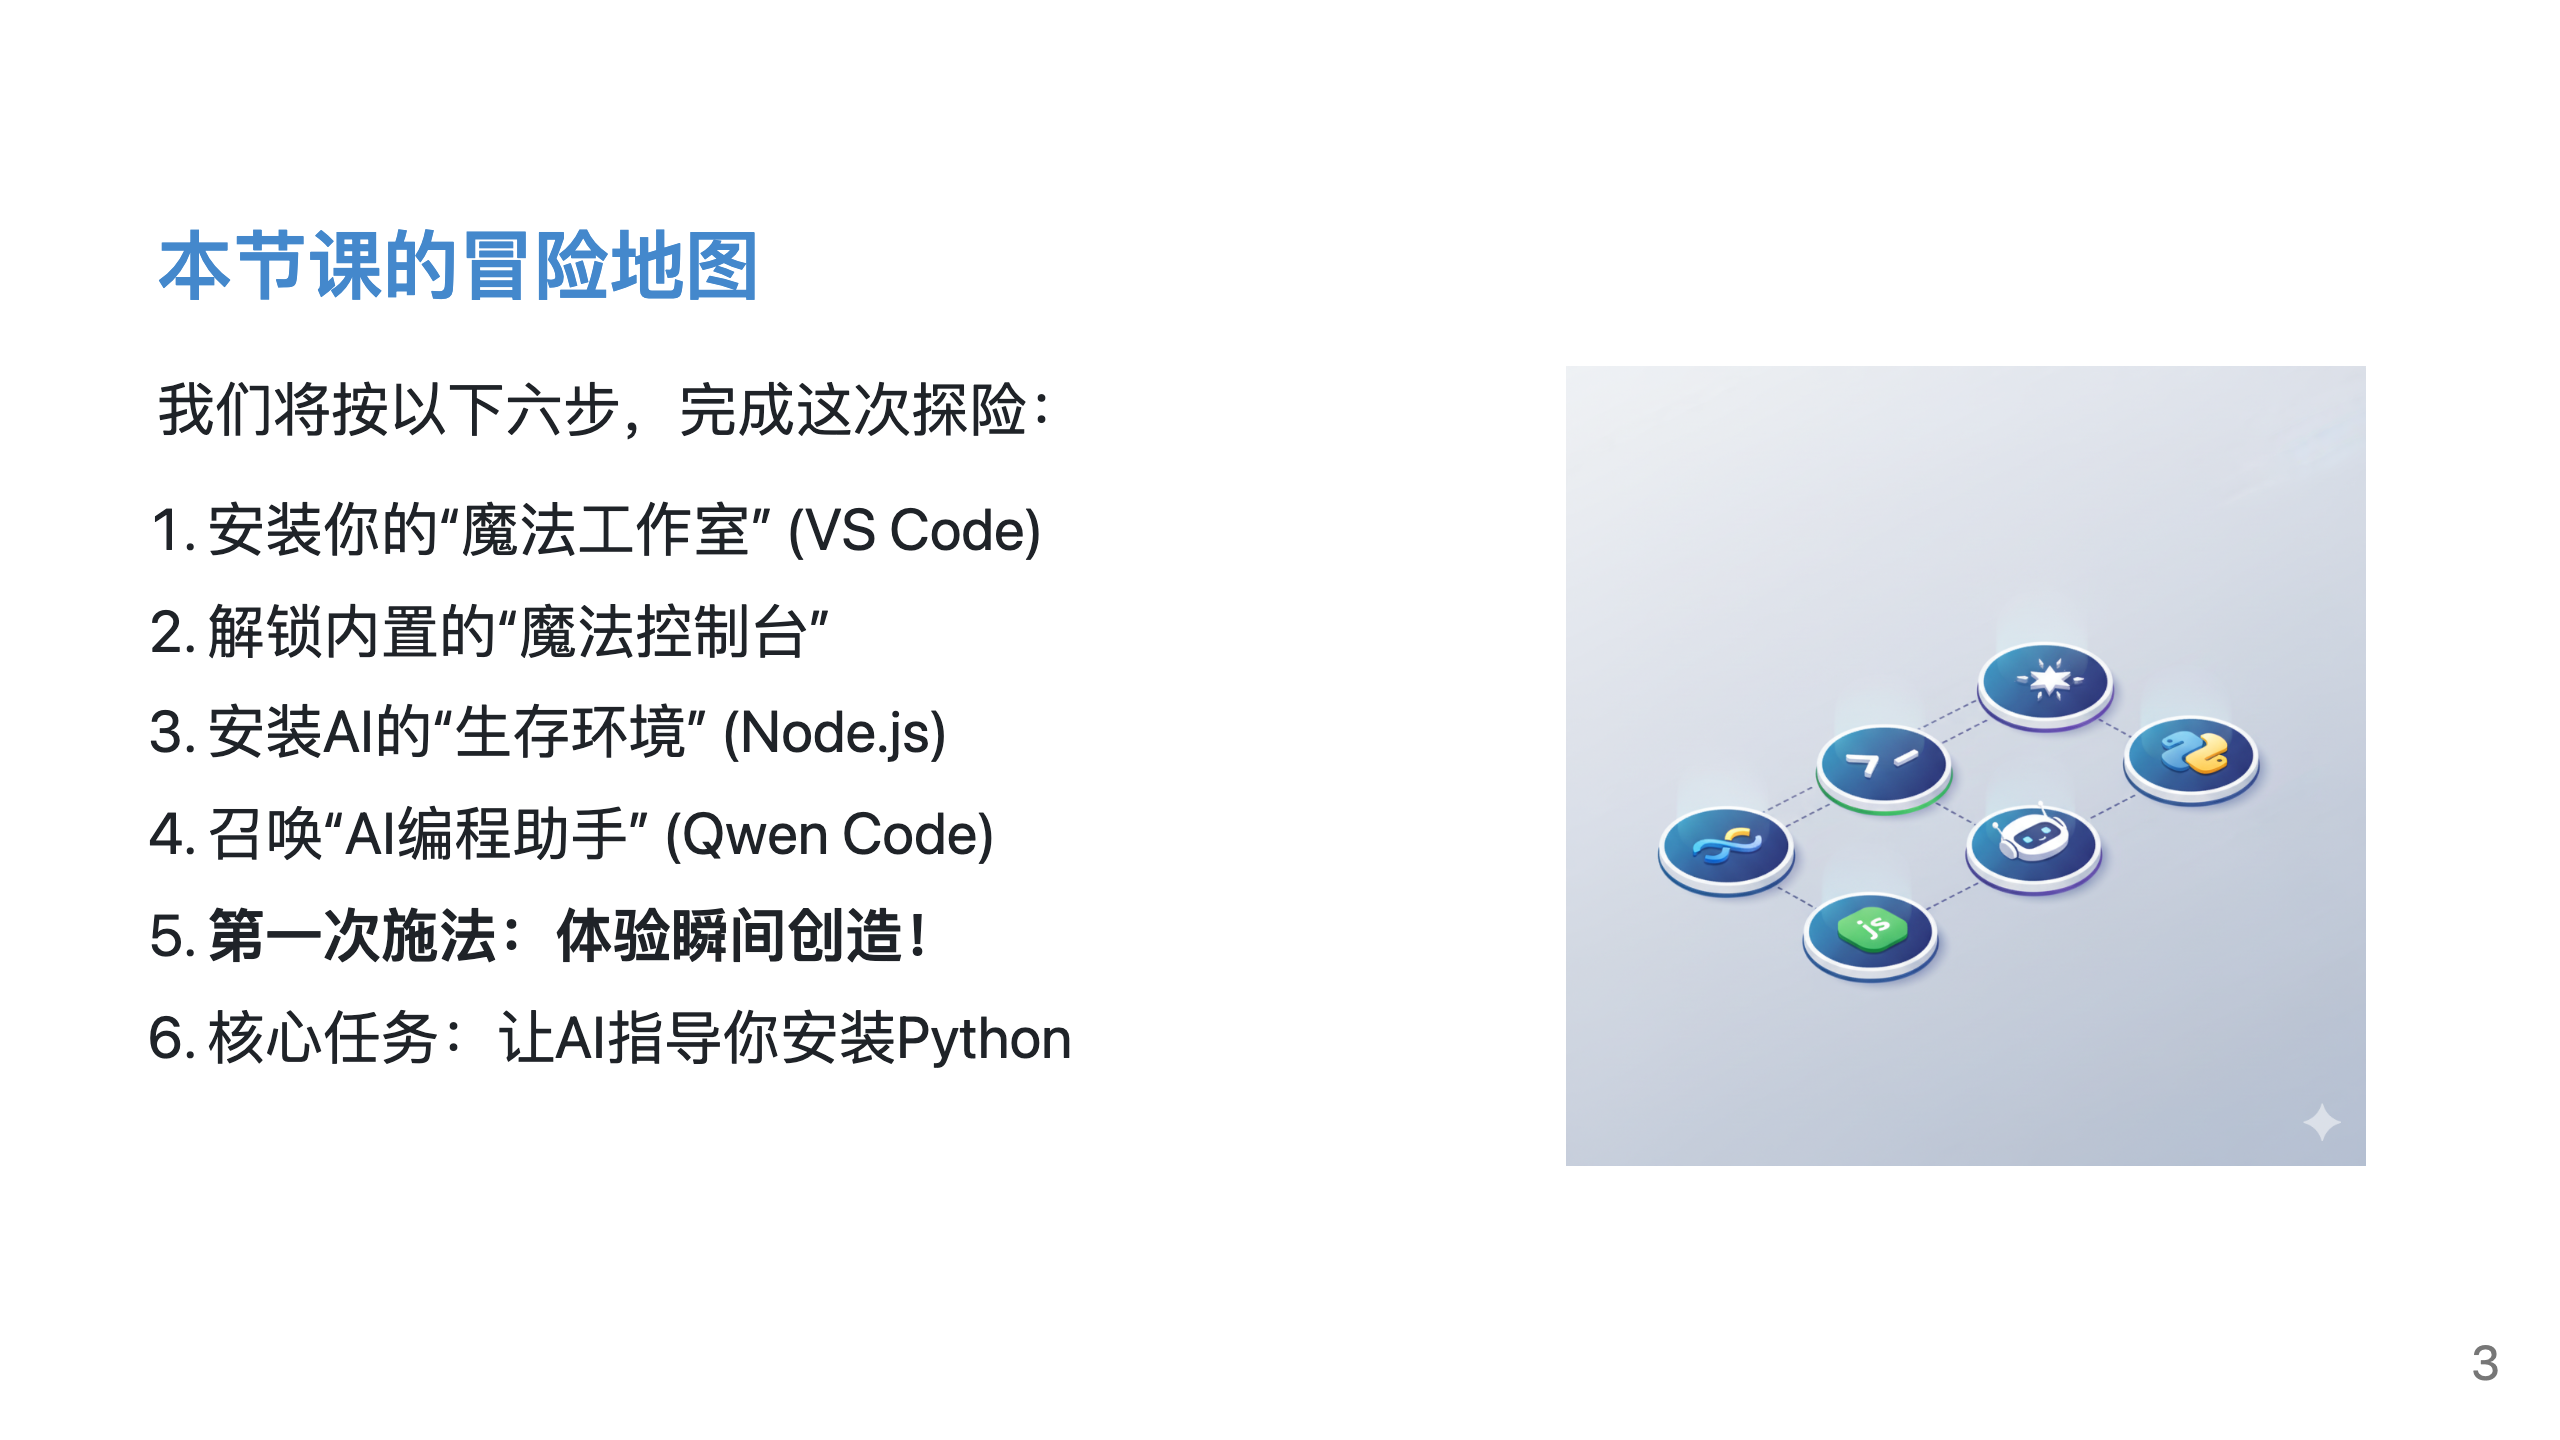 本节课的冒险地图
我们将按以下六步，完成这次探险：
1. 安装你的“魔法工作室” (VS Code)
2. 解锁内置的“魔法控制台”
3. 安装AI的“生存环境” (Node.js)
4. 召唤“AI编程助手” (Qwen Code)
5. 第一次施法：体验瞬间创造！
6. 核心任务：让AI指导你安装Python
js
3